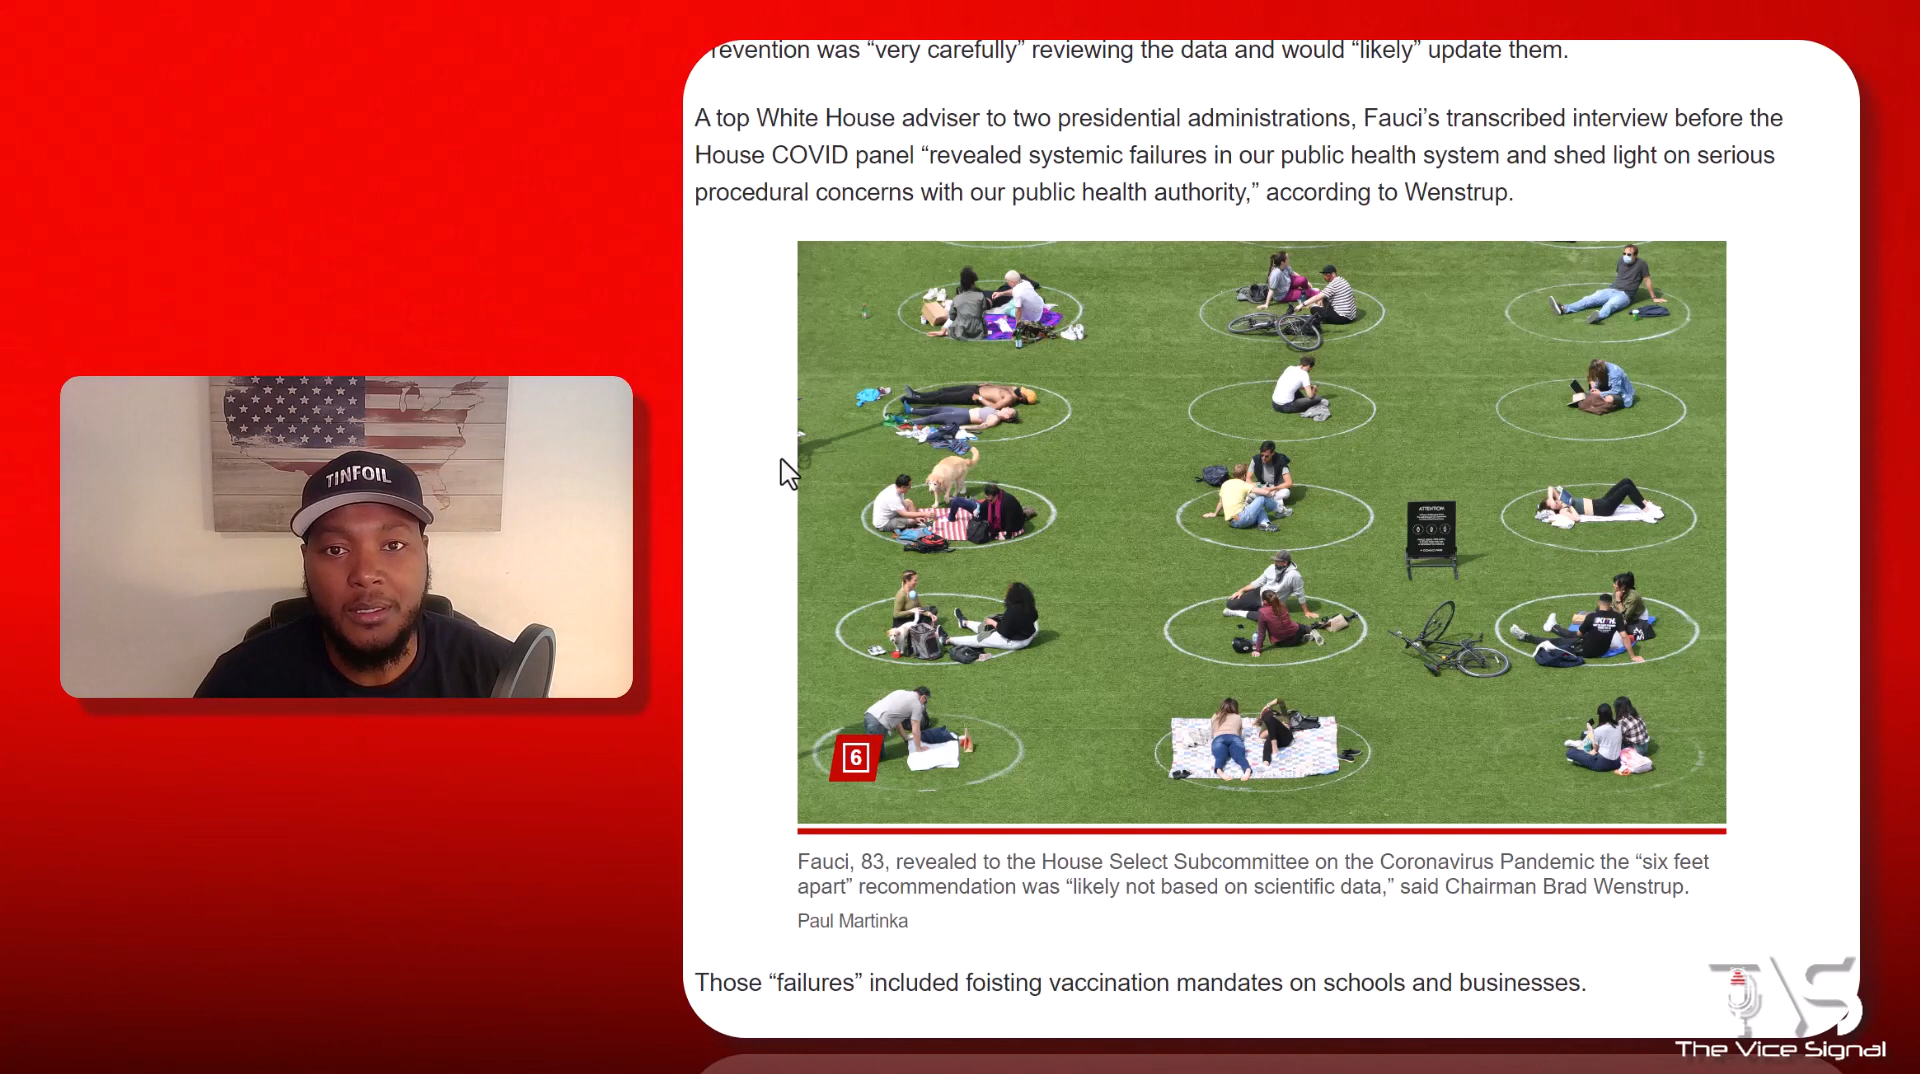 revention was “very carefully” reviewing the data and would “likely” update them.
A top White House adviser to two presidential administrations, Fauci’s transcribed interview before the
House COVID panel “revealed systemic failures in our public health system and shed light on serious
procedural concerns with our public health authority,” according to Wenstrup.
TINFOIL
ATTENTION
KITH
6
Fauci, 83, revealed to the House Select Subcommittee on the Coronavirus Pandemic the “six feet
apart” recommendation was “likely not based on scientific data,” said Chairman Brad Wenstrup.
Paul Martinka
Those “failures” included foisting vaccination mandates on schools and businesses.
The Vice Signal